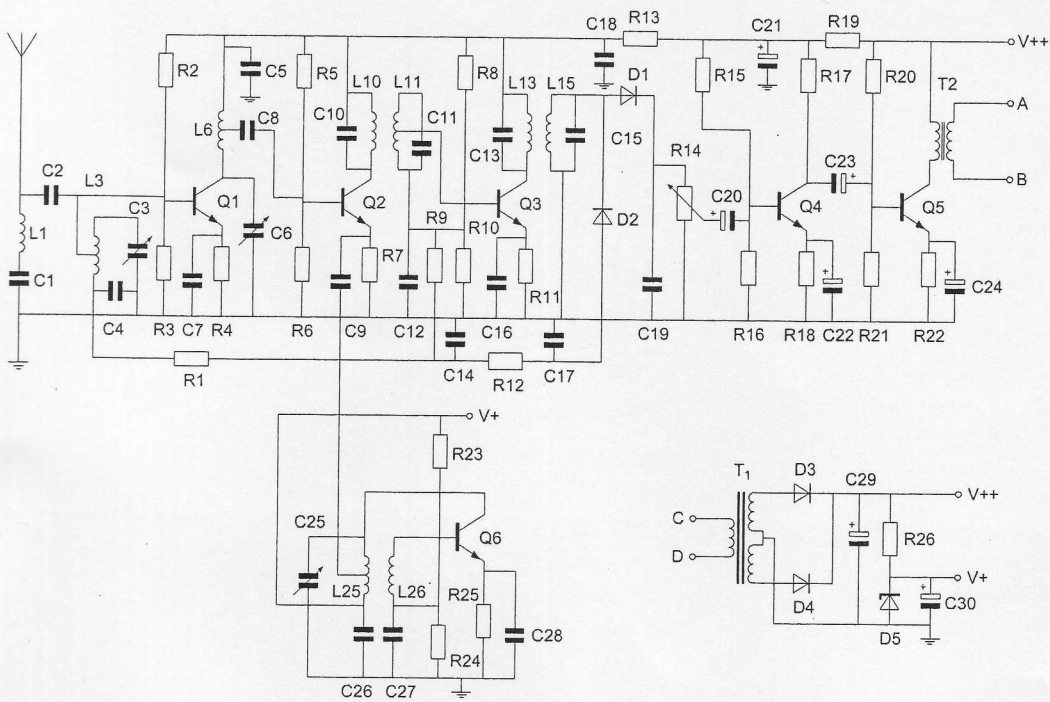 C18 R13 C21 R19
V++
R2 C5 R5 L10 L11 R8 L13 L15 D1 R15 R17 R20 T2
C8 C10 C11 C13 C15 A
L6
C2 L3 R14 C23
C20 B
L1 C3 Q1 C6 Q2 R9 R10 Q3 D2 Q4 Q5
R7
C1 R11 C24
C4 R3 C7 R4 R6 C9 C12 C16 C19 R16 R18 C22 R21 R22
C14 C17
R1 R12
V+
R23
T1 D3 C29 V++
C25 Q6 C
R26
D
L25 L26 R25 V+
D4 C30
C28 D5
R24
C26 C27